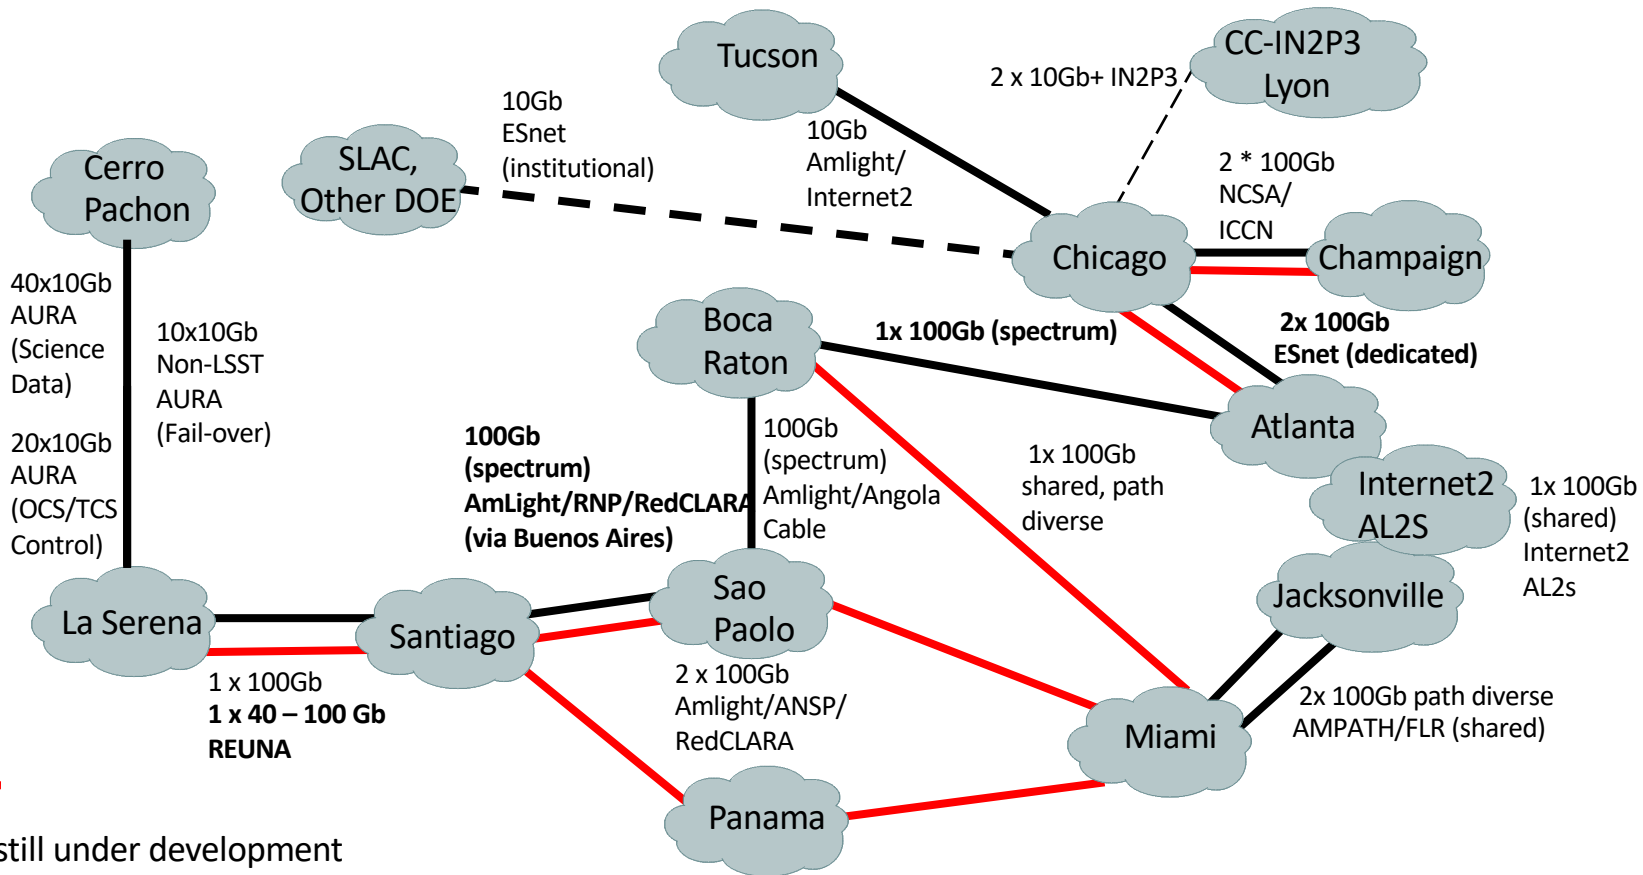 Tucson
CC-IN2P3
Lyon
2 x 10Gb+ IN2P3
10Gb
ESnet
(institutional)
10Gb
Amlight/
Internet2
SLAC,
Other DOE
Cerro
Pachon
2 * 100Gb
NCSA/
ICCN
Chicago
Champaign
40x10Gb
AURA
(Science
Data)
10x10Gb
Non-LSST
AURA
(Fail-over)
20x10Gb
AURA
(OCS/TCS
Control)
Boca
Raton
1x 100Gb (spectrum)
2x 100Gb
ESnet (dedicated)
Atlanta
100Gb
(spectrum)
AmLight/RNP/RedCLARA
(via Buenos Aires)
100Gb
(spectrum)
Amlight/Angola
Cable
1x 100Gb
shared, path
diverse
Internet2
AL2S
1x 100Gb
(shared)
Internet2
AL2s
La Serena
Santiago
Sao
Paolo
Jacksonville
1 x 100Gb
1 x 40 – 100 Gb
REUNA
2 x 100Gb
Amlight/ANSP/
RedCLARA
Miami
2x 100Gb path diverse
AMPATH/FLR (shared)
Panama
still under development